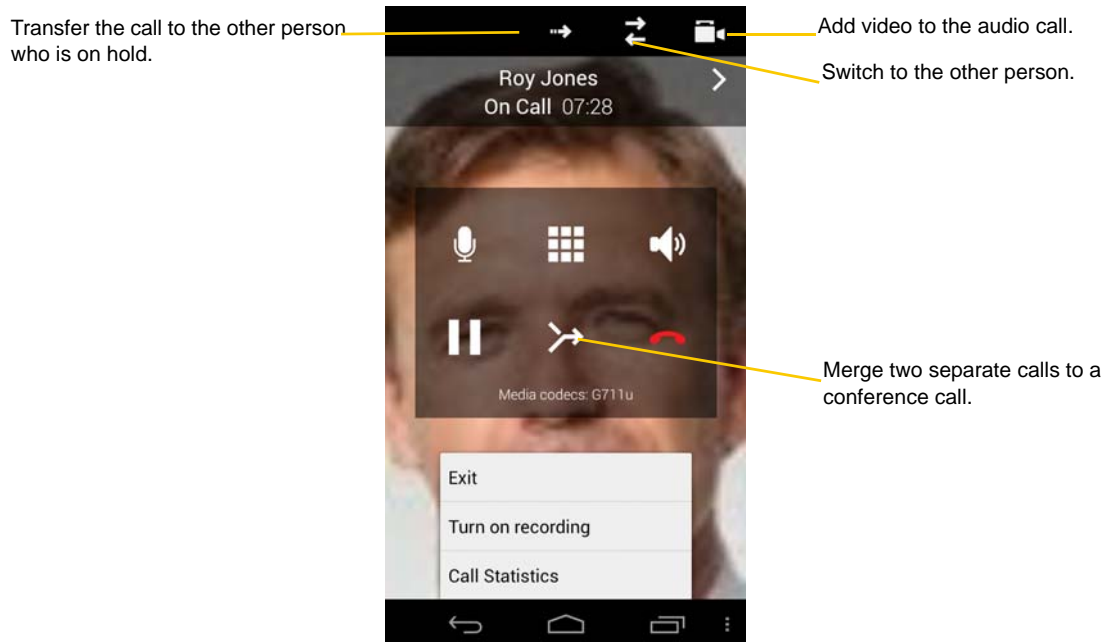 Transfer the call to the other person
who is on hold.
Add video to the audio call.
Switch to the other person.
Roy Jones
On Call 07:28
Media codecs: G711u
Merge two separate calls to a
conference call.
Exit
Turn on recording
Call Statistics